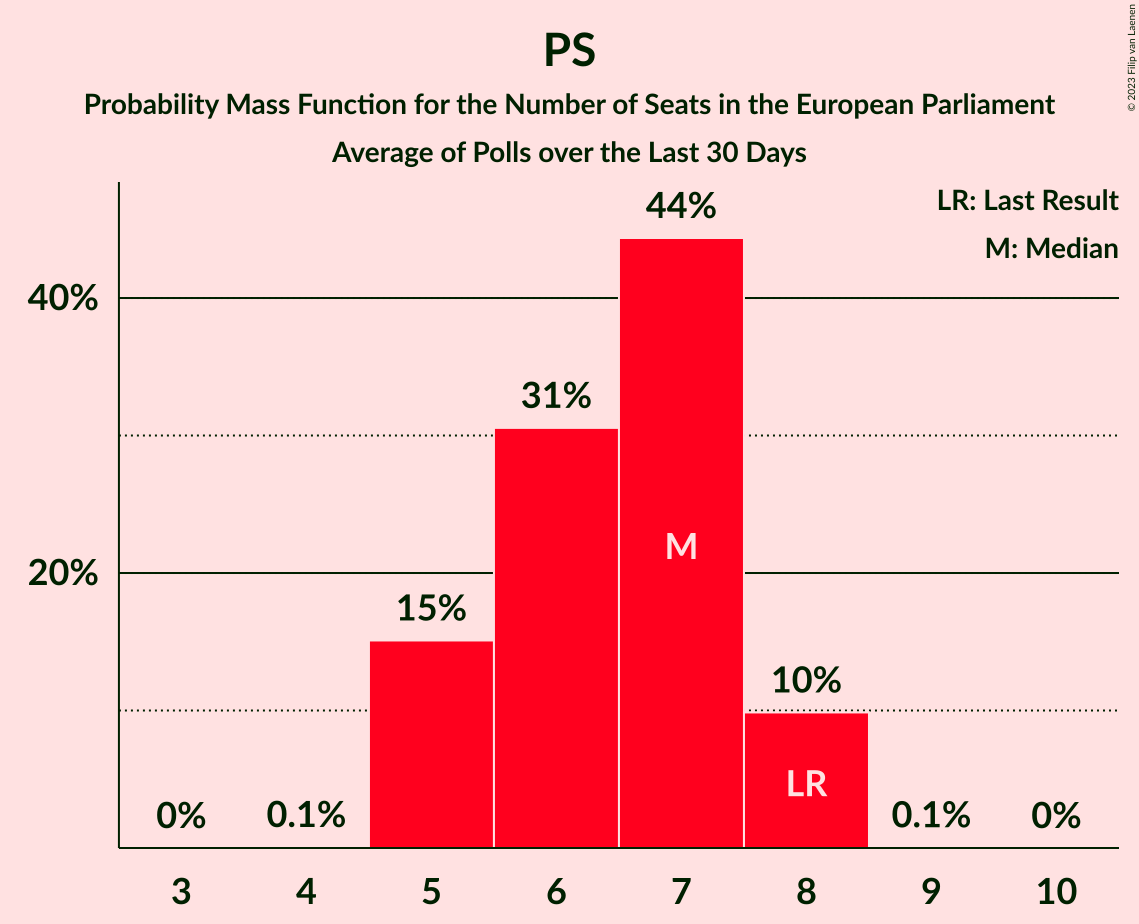 PS
Probability Mass Function for the Number of Seats in the European Parliament
Average of Polls over the Last 30 Days
© 2023 Filip van Laenen
LR: Last Result
M: Median
40%
20%
0%
0.1%
15%
31%
44%
10%
0.1%
0%
M
LR
3 4 5 6 7 8 9 10